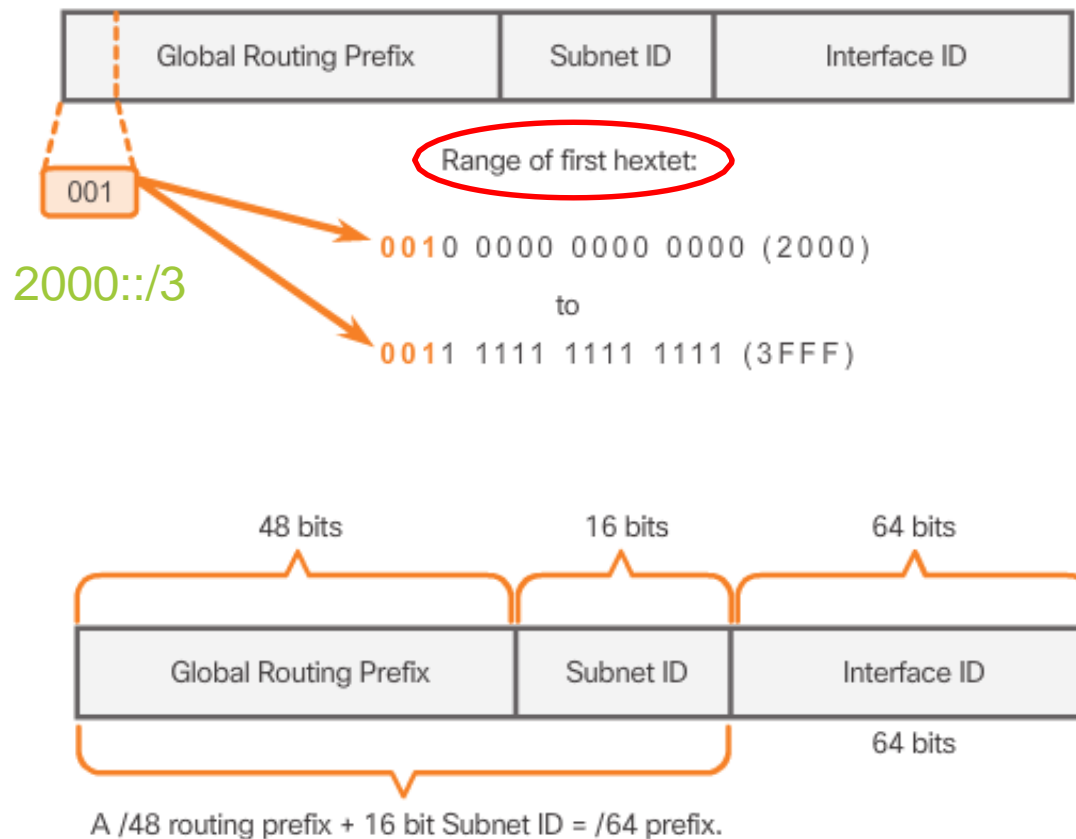 Global Routing Prefix Subnet ID Interface ID
Range of first hextet:
001
0010 0000 0000 0000 (2000)
2000::/3
to
0011 1111 1111 1111 (3FFF)
48 bits 16 bits 64 bits
Global Routing Prefix Subnet ID Interface ID
64 bits
A /48 routing prefix + 16 bit Subnet ID = /64 prefix.